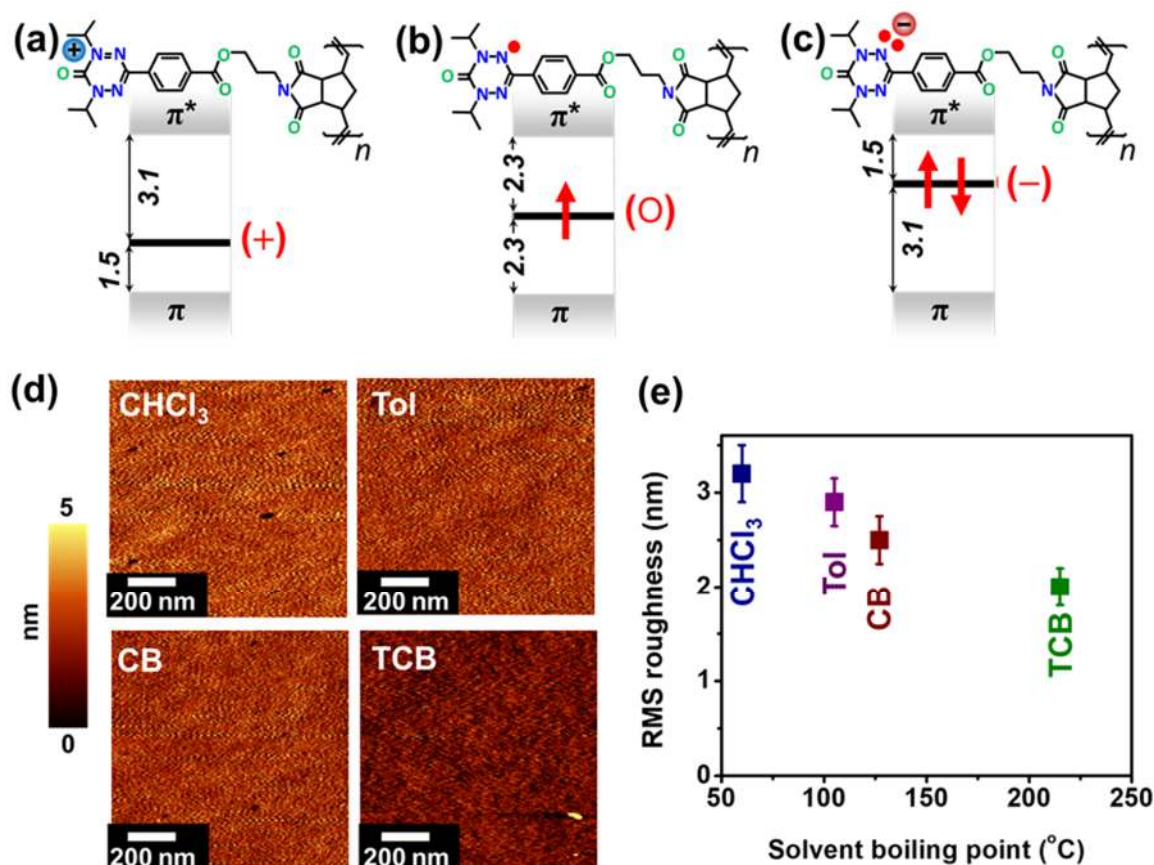 (a)
+
N N
O
N N
O
O
N
O
O
n
π*
3.1
1.5
(+)
π
(b)
N N
O
N N
O
O
N
O
O
n
π*
2.3
2.3
(O)
π
(c)
−
N N
O
N N
O
O
N
O
O
n
π*
1.5
3.1
(−)
π
(d)
5
nm
0
CHCl₃
200 nm
Tol
200 nm
CB
200 nm
TCB
200 nm
(e)
RMS roughness (nm)
3
2
1
0
CHCl₃
Tol
CB
TCB
50 100 150 200 250
Solvent boiling point (°C)